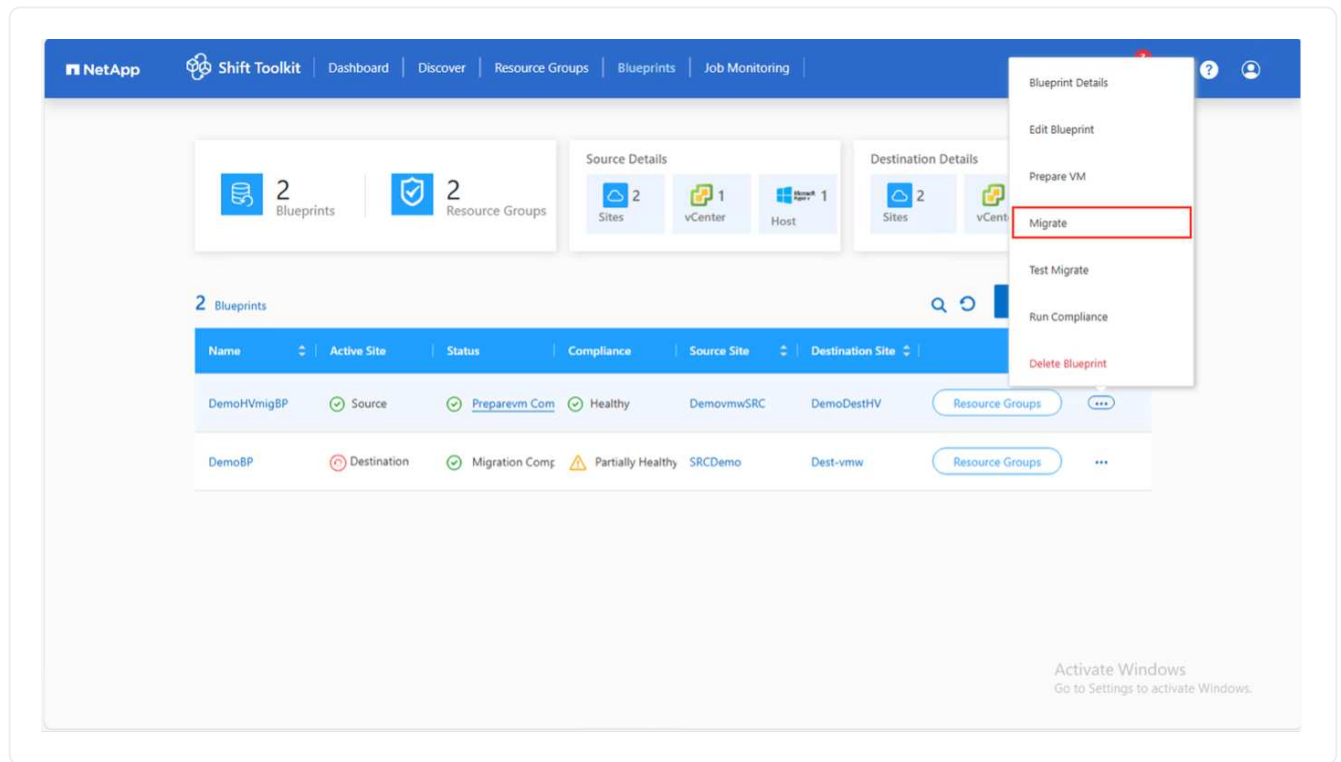 NetApp
Shift Toolkit
Dashboard
Discover
Resource Groups
Blueprints
Job Monitoring
?
Blueprint Details
Edit Blueprint
Prepare VM
Migrate
Test Migrate
Run Compliance
Delete Blueprint
2
Blueprints
2
Resource Groups
Source Details
2
Sites
1
vCenter
Microsoft
Hyper-V
1
Host
Destination Details
2
Sites
vCent
2 Blueprints
Name
Active Site
Status
Compliance
Source Site
Destination Site
DemoHVmigBP
Source
Preparevm Com
Healthy
DemovmwSRC
DemoDestHV
Resource Groups
...
DemoBP
Destination
Migration Comp
Partially Healthy
SRCDemo
Dest-vmw
Resource Groups
...
Activate Windows
Go to Settings to activate Windows.